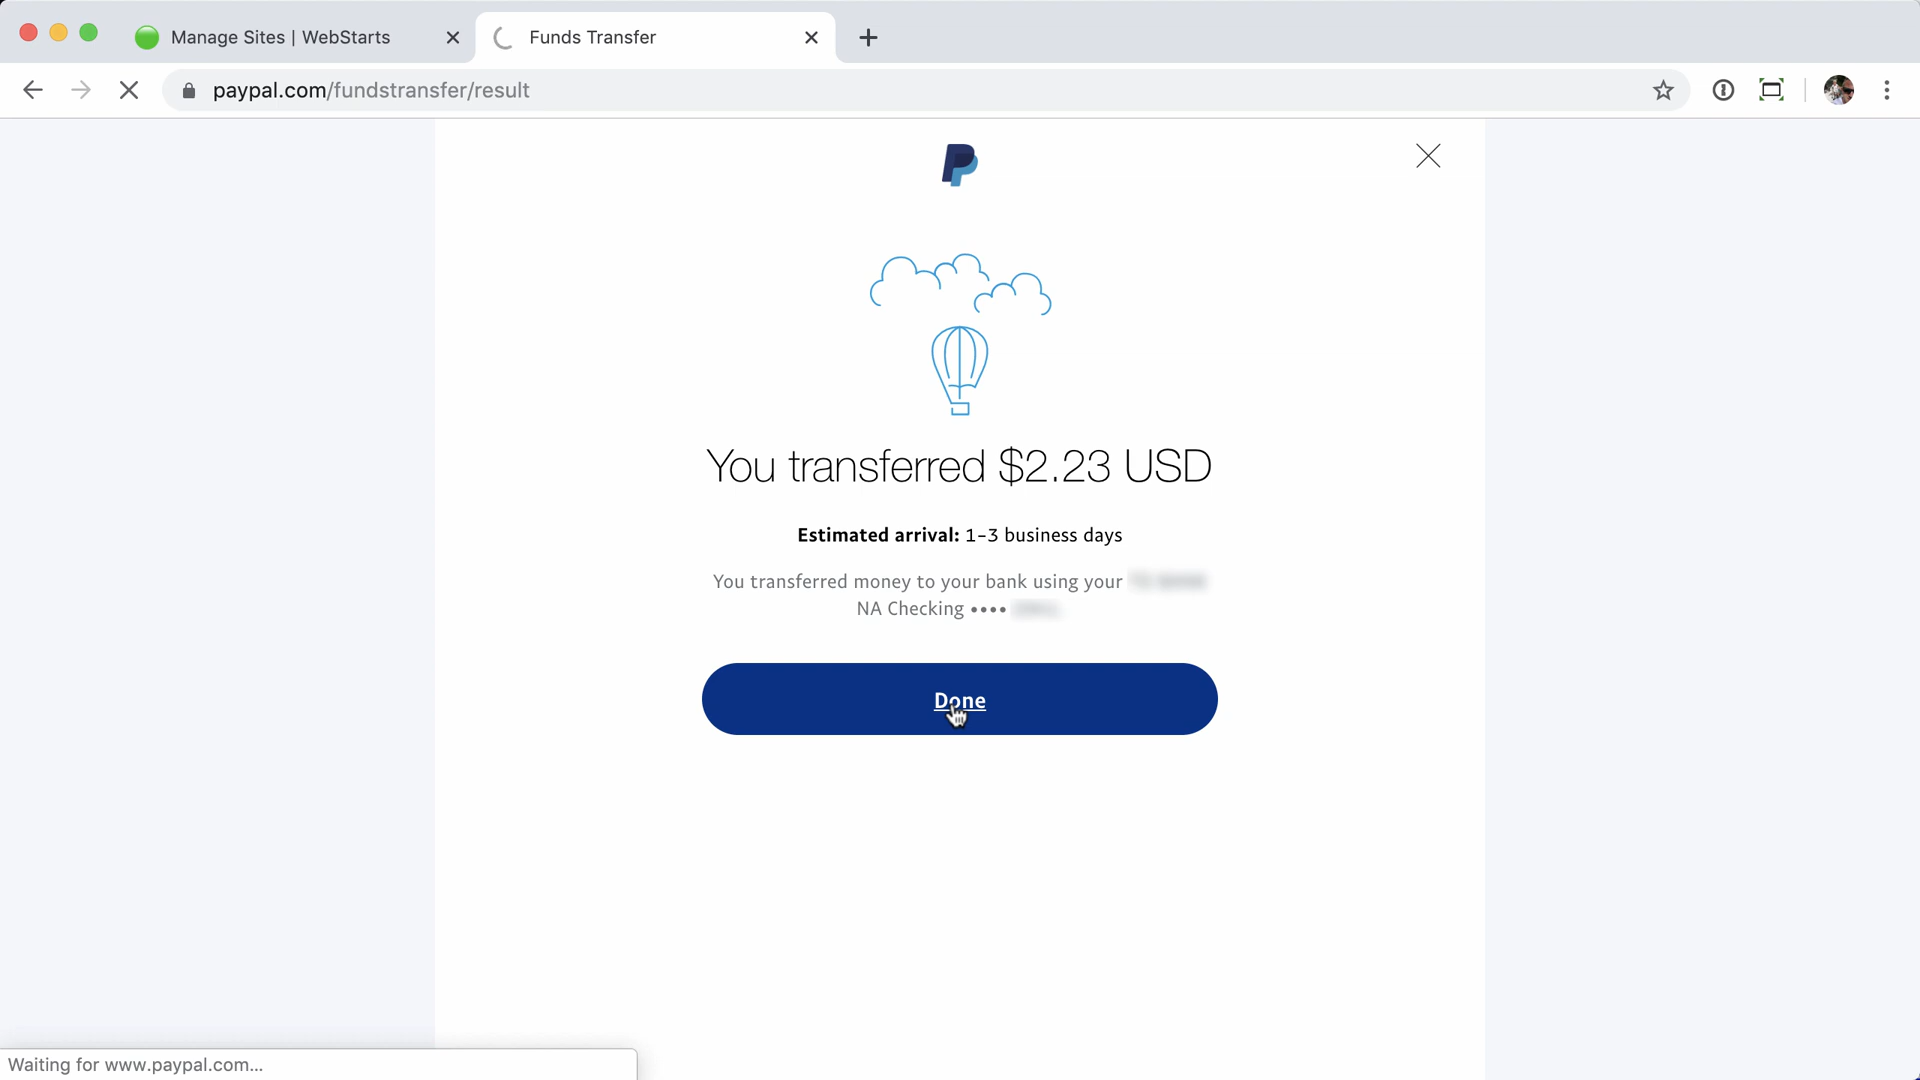 Manage Sites | WebStarts
Funds Transfer
paypal.com/fundstransfer/result
You transferred $2.23 USD
Estimated arrival: 1–3 business days
You transferred money to your bank using your
NA Checking ••••
Done
Waiting for www.paypal.com...